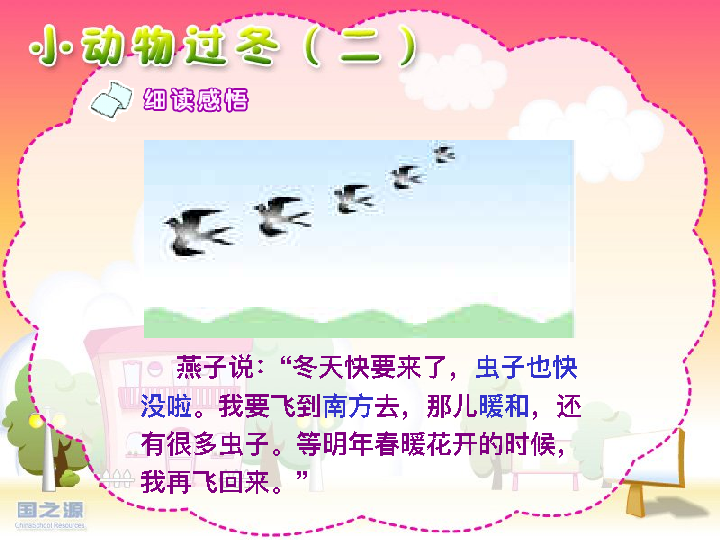 小动物过冬（二）
细读感悟
燕子说：“冬天快要来了，虫子也快
没啦。我要飞到南方去，那儿暖和，还
有很多虫子。等明年春暖花开的时候，
我再飞回来。”
国之源
ChinaSchool Resources